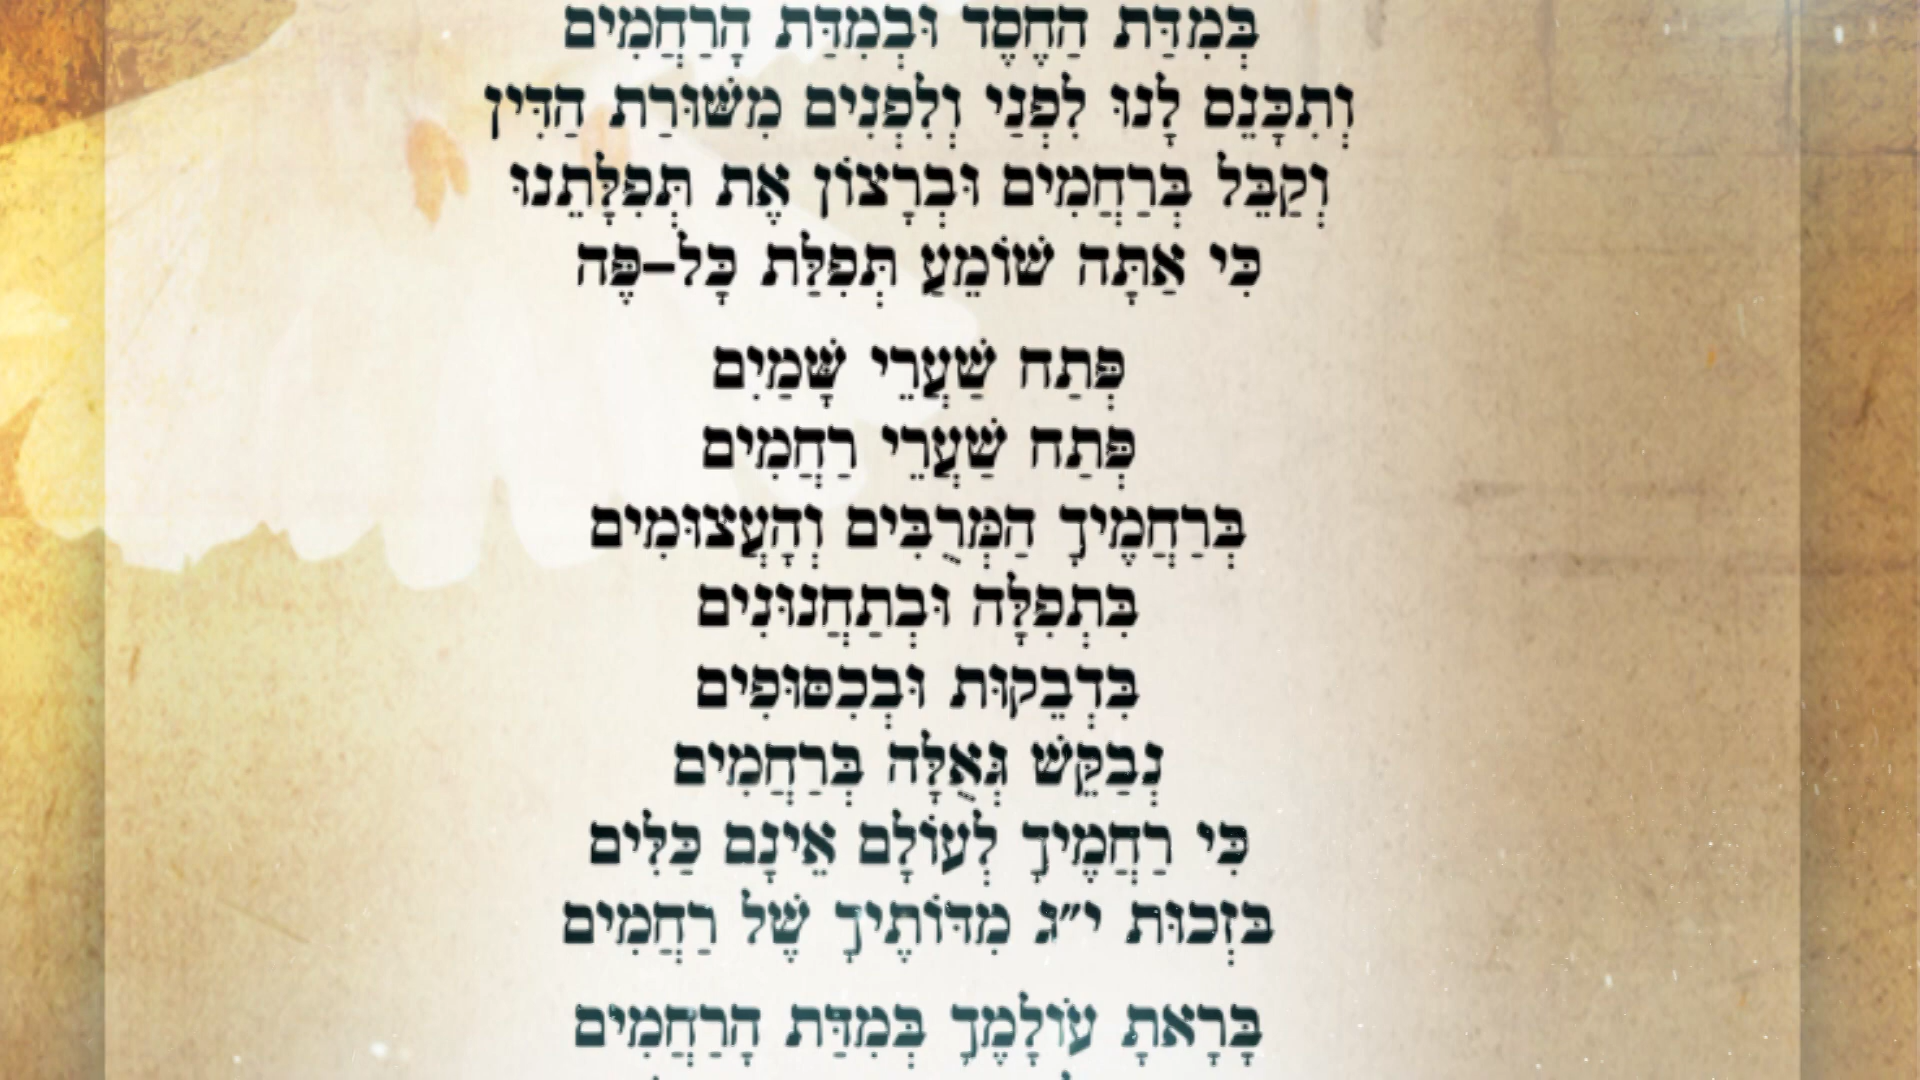 בְּמִדַּת הַחֶסֶד וּבְמִדַּת הָרַחֲמִים
וְתִכָּנֵס לָנוּ לִפְנַי וְלִפְנִים מִשּׁוּרַת הַדִּין
וְקַבֵּל בְּרַחֲמִים וּבְרָצוֹן אֶת תְּפִלָּתֵנוּ
כִּי אַתָּה שׁוֹמֵעַ תְּפִלַּת כָּל–פֶּה
פְּתַח שַׁעֲרֵי שָׁמַיִם
פְּתַח שַׁעֲרֵי רַחֲמִים
בְּרַחֲמֶיךָ הַמְּרֻבִּים וְהָעֲצוּמִים
בִּתְפִלָּה וּבְתַחֲנוּנִים
בִּדְבֵקוּת וּבְכִסּוּפִים
נְבַקֵּשׁ גְּאֻלָּה בְּרַחֲמִים
כִּי רַחֲמֶיךָ לְעוֹלָם אֵינָם כַּלִּים
בִּזְכוּת י״ג מִדּוֹתֶיךָ שֶׁל רַחֲמִים
בָּרָאתָ עוֹלָמֶךָ בְּמִדַּת הָרַחֲמִים